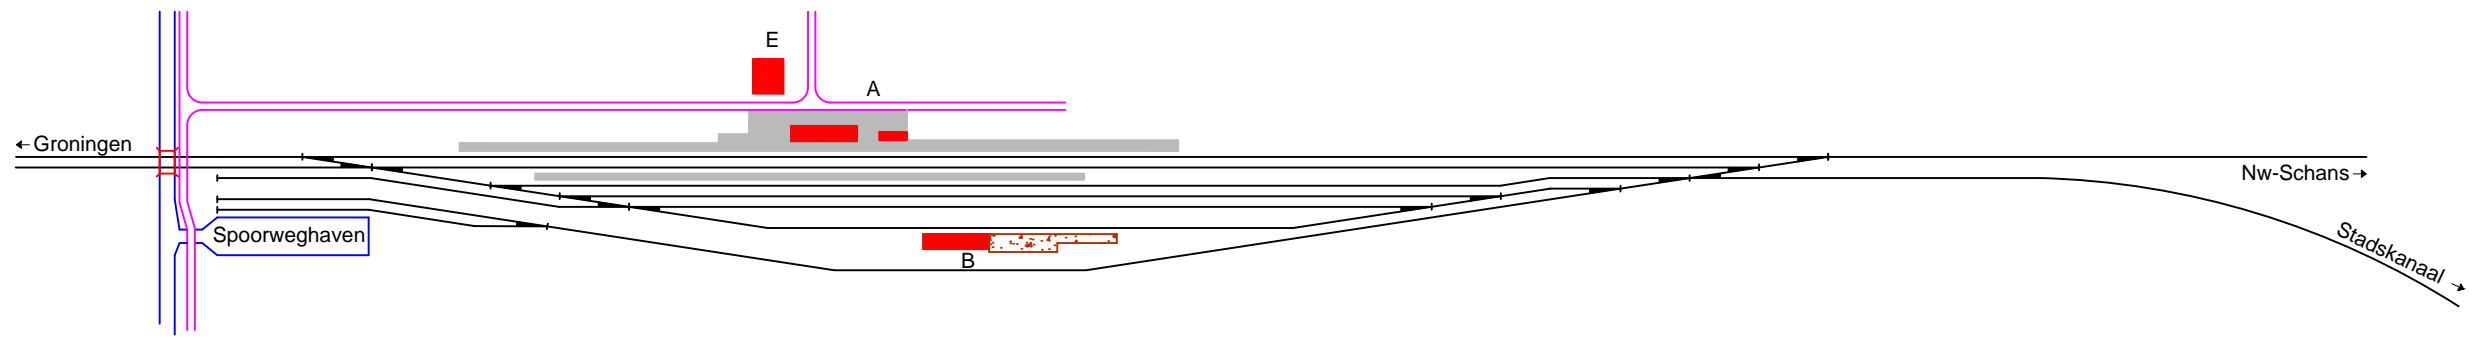 E
A
Groningen
Nw-Schans
Spoorweghaven
B
Stadskanaal